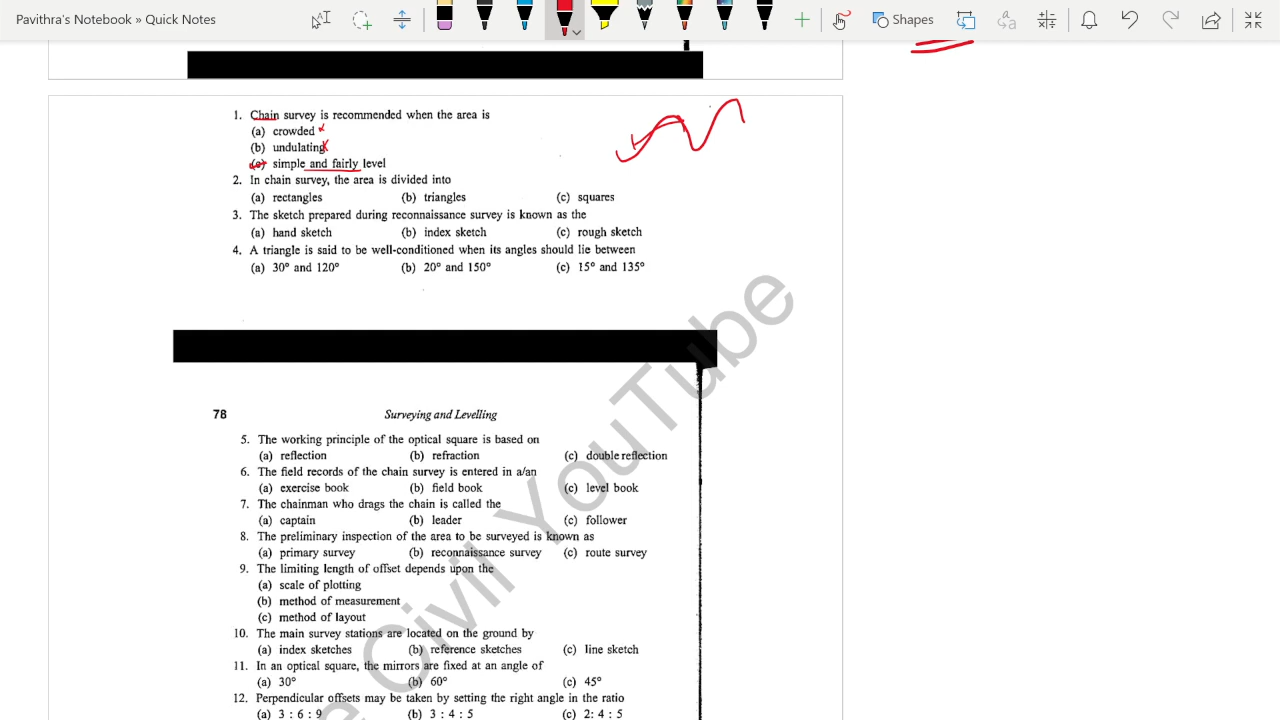 Pavithra's Notebook » Quick Notes
Shapes
1. Chain survey is recommended when the area is
(a) crowded
(b) undulating
(c) simple and fairly level
2. In chain survey, the area is divided into
(a) rectangles (b) triangles (c) squares
3. The sketch prepared during reconnaissance survey is known as the
(a) hand sketch (b) index sketch (c) rough sketch
4. A triangle is said to be well-conditioned when its angles should lie between
(a) 30° and 120° (b) 20° and 150° (c) 15° and 135°
78 Surveying and Levelling
5. The working principle of the optical square is based on
(a) reflection (b) refraction (c) double reflection
6. The field records of the chain survey is entered in a/an
(a) exercise book (b) field book (c) level book
7. The chainman who drags the chain is called the
(a) captain (b) leader (c) follower
8. The preliminary inspection of the area to be surveyed is known as
(a) primary survey (b) reconnaissance survey (c) route survey
9. The limiting length of offset depends upon the
(a) scale of plotting
(b) method of measurement
(c) method of layout
10. The main survey stations are located on the ground by
(a) index sketches (b) reference sketches (c) line sketch
11. In an optical square, the mirrors are fixed at an angle of
(a) 30° (b) 60° (c) 45°
12. Perpendicular offsets may be taken by setting the right angle in the ratio
(a) 3 : 6 : 9 (b) 3 : 4 : 5 (c) 2: 4 : 5
Civil YouTube